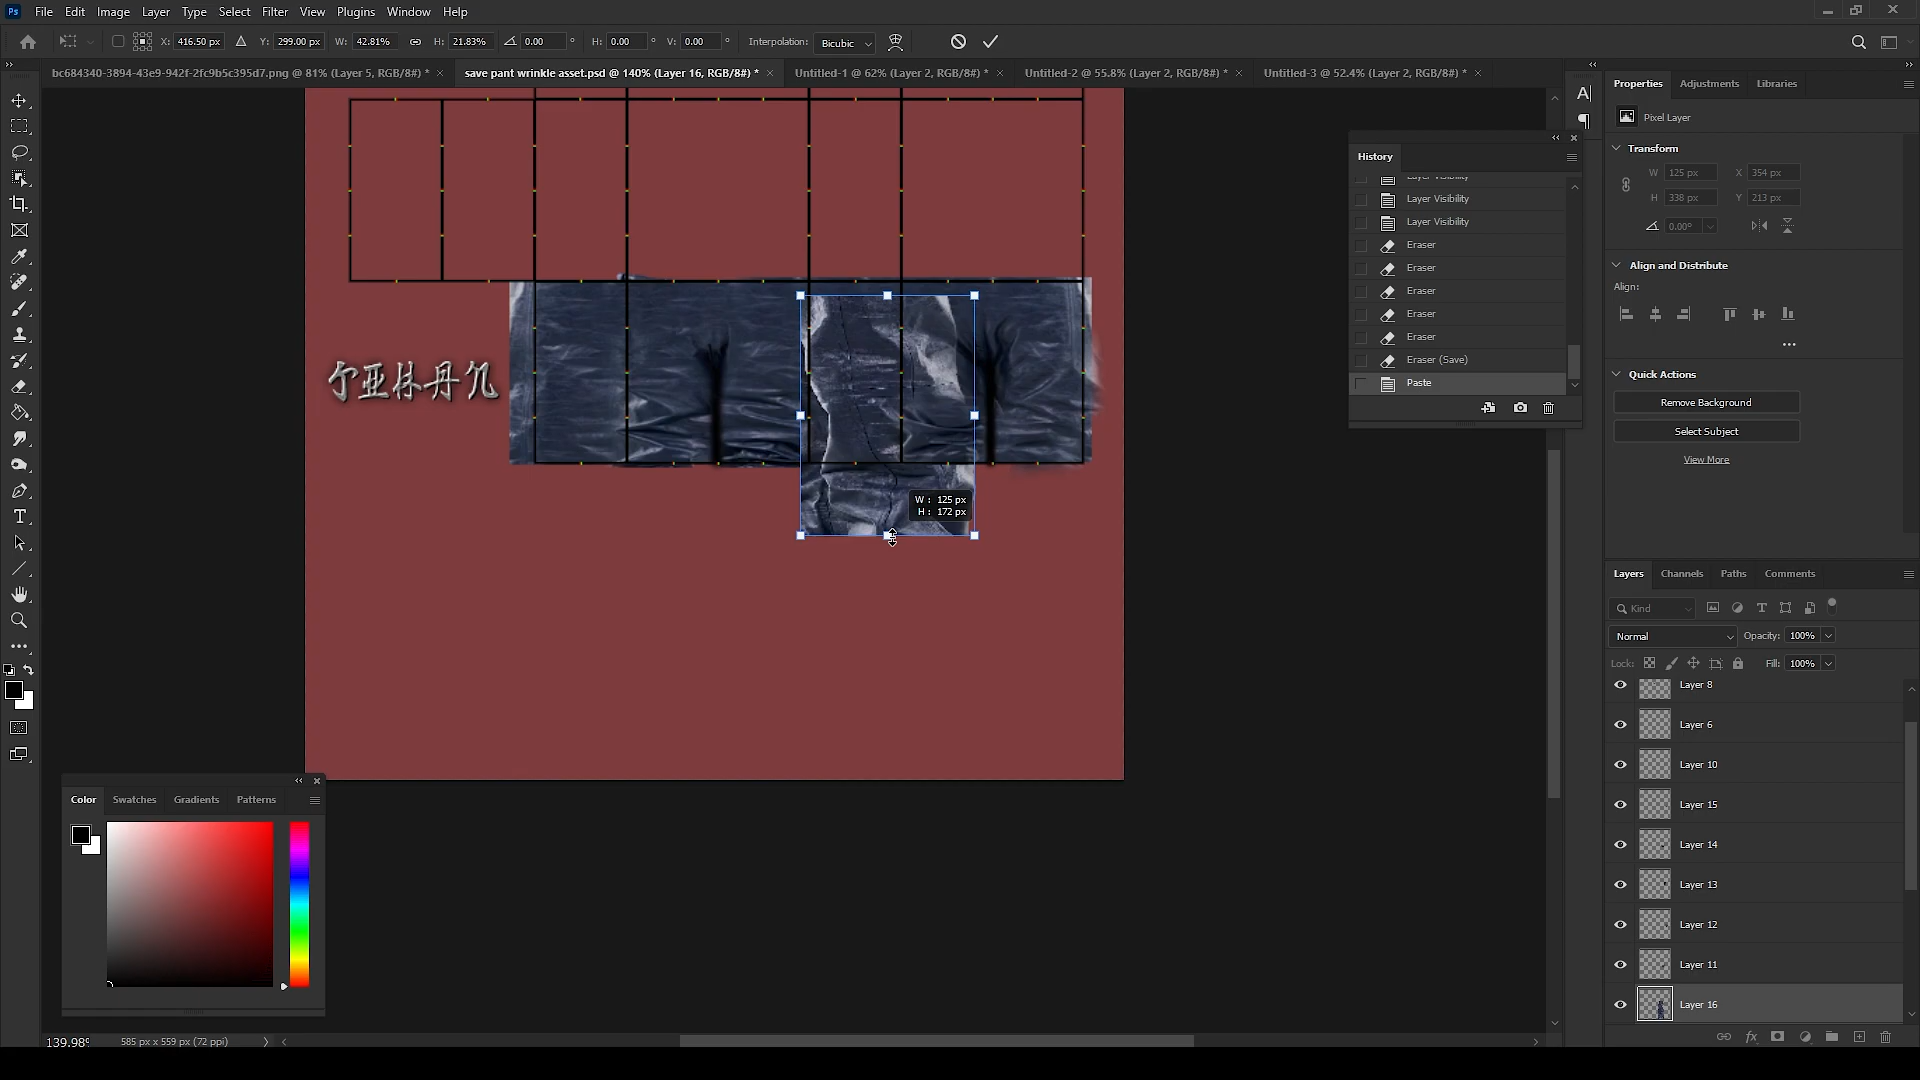 File Edit Image Layer Type Select Filter View Plugins Window Help
X: 416.50 px Y: 299.00 px W: 42.81% H: 21.83% 0.00 ° H: 0.00 ° V: 0.00 ° Interpolation: Bicubic
bc684340-3894-43e9-942f-2fc9b5c395d7.png @ 81% (Layer 5, RGB/8#) *
save pant wrinkle asset.psd @ 140% (Layer 16, RGB/8#) *
Untitled-1 @ 62% (Layer 2, RGB/8#) *
Untitled-2 @ 55.8% (Layer 2, RGB/8#) *
Untitled-3 @ 52.4% (Layer 2, RGB/8#) *
Properties Adjustments Libraries
Pixel Layer
Transform
W 125 px X 354 px
H 338 px Y 213 px
0.00°
Align and Distribute
Align:
Quick Actions
Remove Background
Select Subject
View More
History
Layer Visibility
Layer Visibility
Layer Visibility
Eraser
Eraser
Eraser
Eraser
Eraser
Eraser (Save)
Paste
W : 125 px
H : 172 px
Layers Channels Paths Comments
Kind
Normal Opacity: 100%
Lock: Fill: 100%
Layer 8
Layer 6
Layer 10
Layer 15
Layer 14
Layer 13
Layer 12
Layer 11
Layer 16
Color Swatches Gradients Patterns
139.98% 585 px x 559 px (72 ppi)